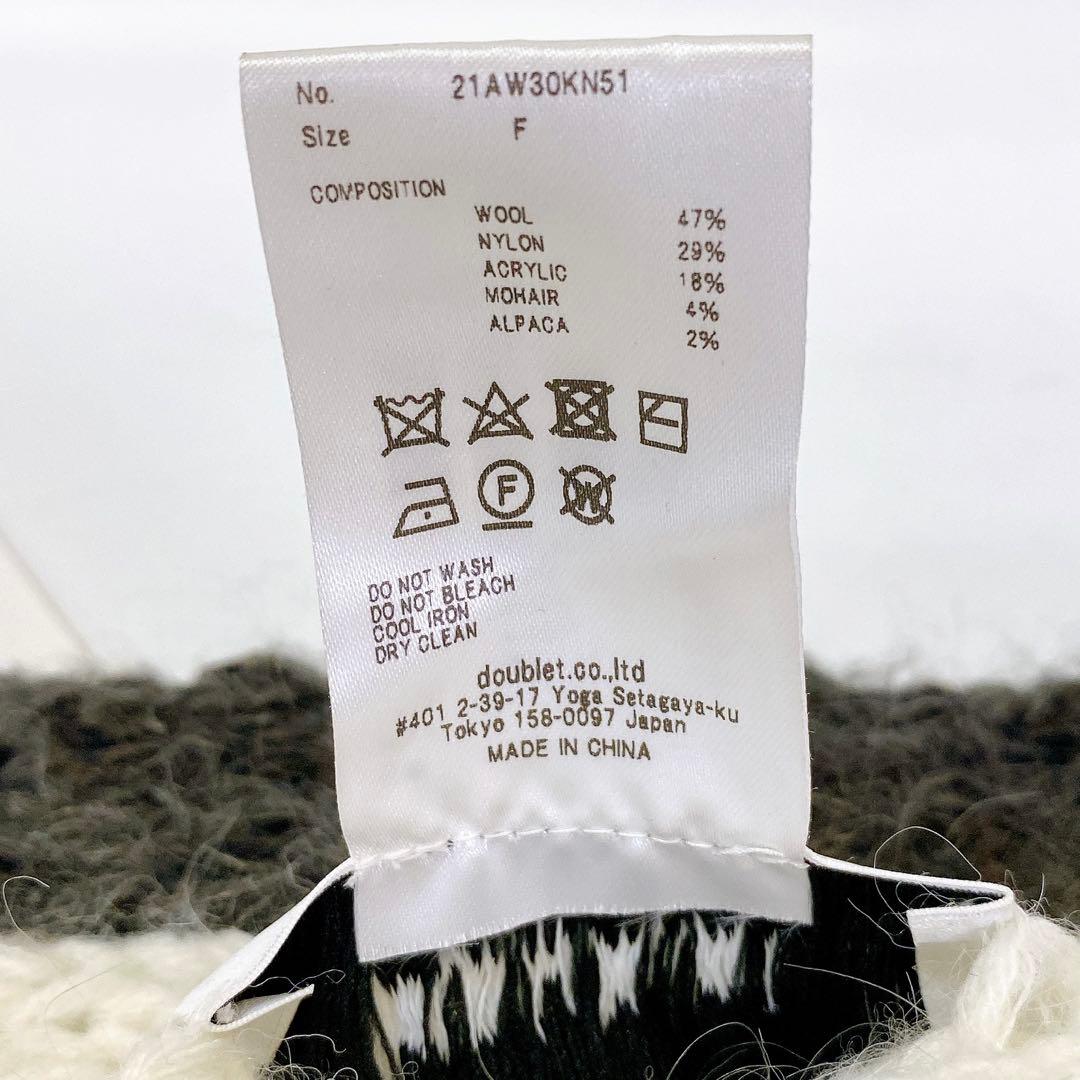 No. 21AW30KN51
Size F
COMPOSITION
WOOL 47%
NYLON 29%
ACRYLIC 18%
MOHAIR 4%
ALPACA 2%
F W
DO NOT WASH
DO NOT BLEACH
COOL IRON
DRY CLEAN
doublet.co.,ltd
#401 2-39-17 Yoga Setagaya-ku
Tokyo 158-0097 Japan
MADE IN CHINA